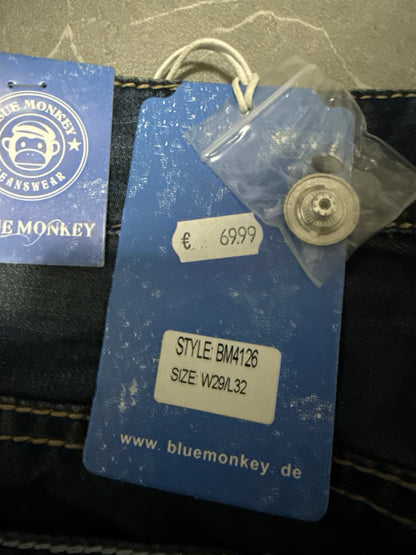 BLUE MONKEY
JEANSWEAR
BLUE MONKEY
€ 69.99
STYLE: BM4126
SIZE: W29/L32
www. bluemonkey. de